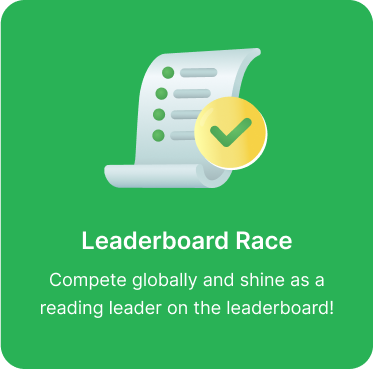 Leaderboard Race
Compete globally and shine as a
reading leader on the leaderboard!